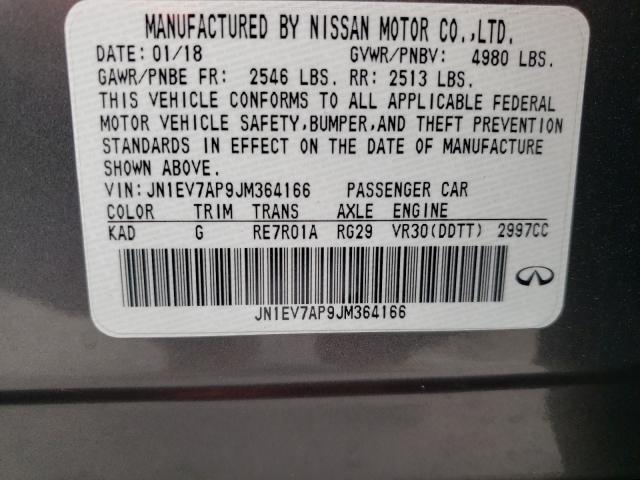 MANUFACTURED BY NISSAN MOTOR CO.,LTD.
DATE: 01/18 GVWR/PNBV: 4980 LBS.
GAWR/PNBE FR: 2546 LBS. RR: 2513 LBS.
THIS VEHICLE CONFORMS TO ALL APPLICABLE FEDERAL
MOTOR VEHICLE SAFETY,BUMPER,AND THEFT PREVENTION
STANDARDS IN EFFECT ON THE DATE OF MANUFACTURE
SHOWN ABOVE.
VIN: JN1EV7AP9JM364166 PASSENGER CAR
COLOR TRIM TRANS AXLE ENGINE
KAD G RE7R01A RG29 VR30(DDTT) 2997CC
JN1EV7AP9JM364166